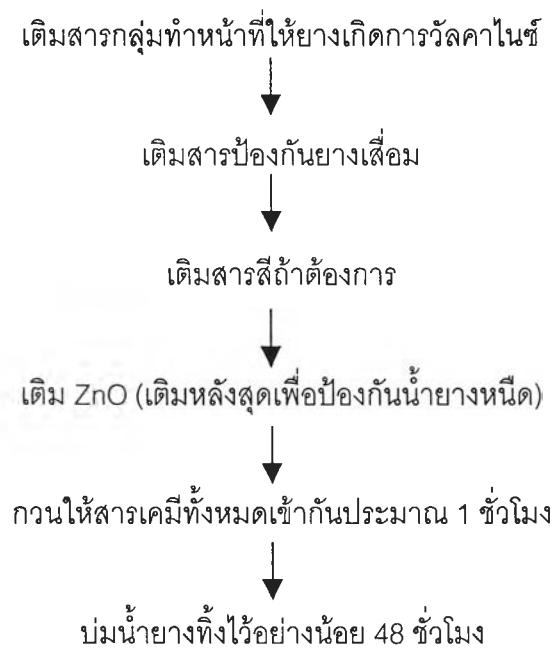 เติมสารกลุ่มทำหน้าที่ให้ยางเกิดการวัลคาไนซ์
เติมสารป้องกันยางเสื่อม
เติมสารสีถ้าต้องการ
เติม ZnO (เติมหลังสุดเพื่อป้องกันน้ำยางหนืด)
กวนให้สารเคมีทั้งหมดเข้ากันประมาณ 1 ชั่วโมง
บ่มน้ำยางทิ้งไว้อย่างน้อย 48 ชั่วโมง